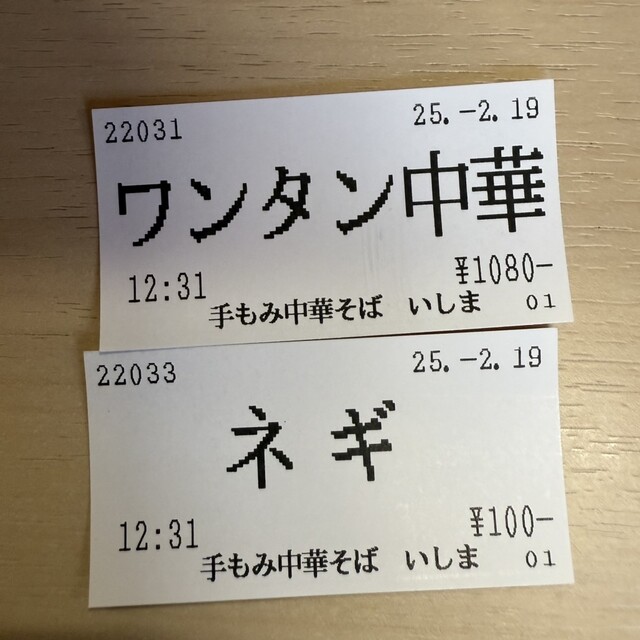 22031 25.-2.19
ワンタン中華
12:31 ¥1080-
手もみ中華そば いしま 01
22033 25.-2.19
ネギ
12:31 ¥100-
手もみ中華そば いしま 01